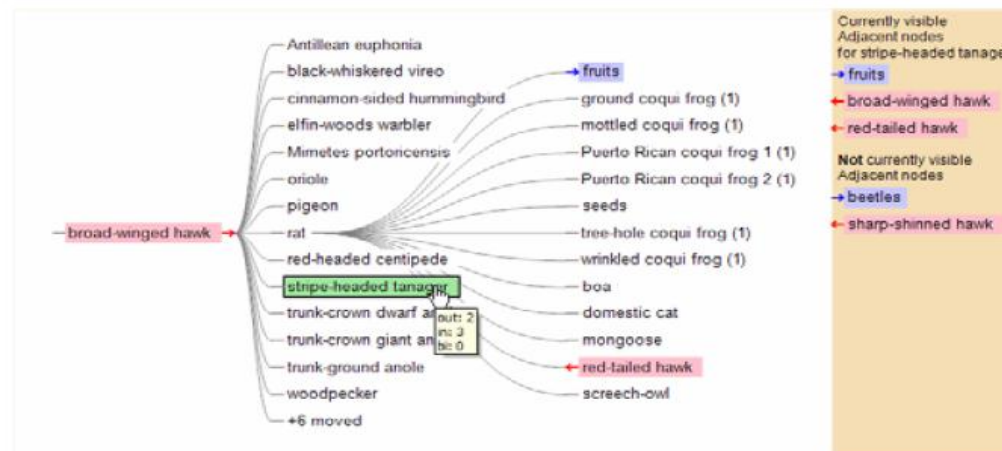 broad-winged hawk
Antillean euphonia
black-whiskered vireo
cinnamon-sided hummingbird
elfin-woods warbler
Mimetes portoricensis
oriole
pigeon
rat
red-headed centipede
stripe-headed tanager
trunk-crown dwarf
trunk-crown giant
trunk-ground anole
woodpecker
+6 moved
out: 2
in: 3
bi: 0
fruits
ground coqui frog (1)
mottled coqui frog (1)
Puerto Rican coqui frog 1 (1)
Puerto Rican coqui frog 2 (1)
seeds
tree-hole coqui frog (1)
wrinkled coqui frog (1)
boa
domestic cat
mongoose
red-tailed hawk
screech-owl
Currently visible
Adjacent nodes
for stripe-headed tanage
fruits
broad-winged hawk
red-tailed hawk
Not currently visible
Adjacent nodes
beetles
sharp-shinned hawk